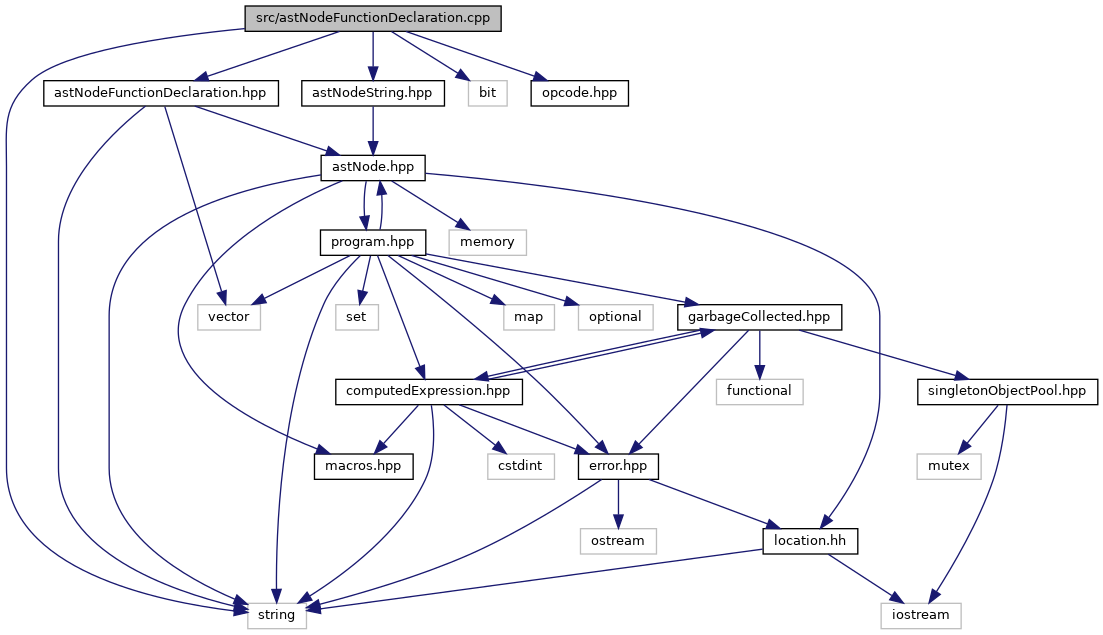 src/astNodeFunctionDeclaration.cpp
astNodeFunctionDeclaration.hpp
astNodeString.hpp
bit
opcode.hpp
astNode.hpp
program.hpp
memory
vector
set
map
optional
garbageCollected.hpp
computedExpression.hpp
functional
singletonObjectPool.hpp
macros.hpp
cstdint
error.hpp
mutex
ostream
location.hh
string
iostream